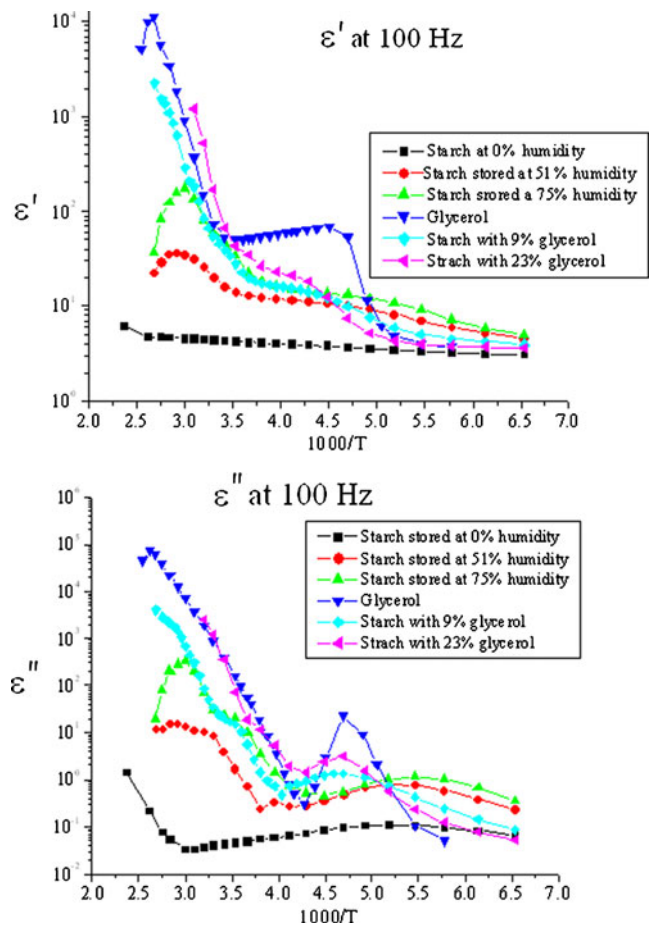 ε' at 100 Hz
10⁴
10³
10²
10¹
10⁰
ε'
Starch at 0% humidity
Starch stored at 51% humidity
Starch srored a 75% humidity
Glycerol
Starch with 9% glycerol
Strach with 23% glycerol
2.0 2.5 3.0 3.5 4.0 4.5 5.0 5.5 6.0 6.5 7.0
1000/T
ε" at 100 Hz
10⁶
10⁵
10⁴
10³
10²
10¹
10⁰
10⁻¹
10⁻²
ε"
Starch stored at 0% humidity
Starch stored at 51% humidity
Starch stored at 75% humidity
Glycerol
Starch with 9% glycerol
Strach with 23% glycerol
2.0 2.5 3.0 3.5 4.0 4.5 5.0 5.5 6.0 6.5 7.0
1000/T